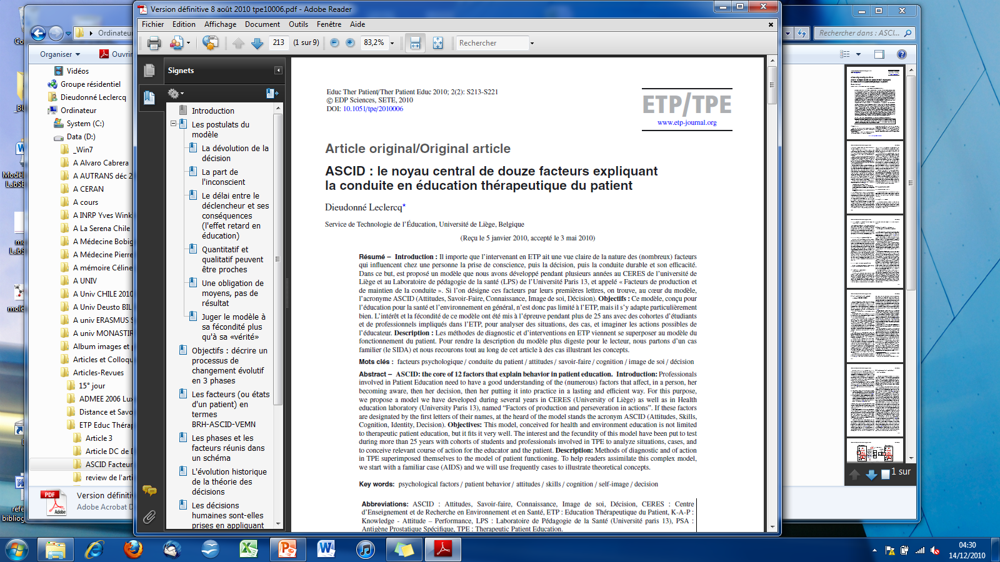 Version définitive 8 août 2010 tpe10006.pdf - Adobe Reader
Fichier Edition Affichage Document Outils Fenêtre Aide
213 (1 sur 9) 83,2% Rechercher
Ordinateur
Rechercher dans : ASCI...
Organiser
Vidéos
Groupe résidentiel
Dieudonné Leclercq
Ordinateur
System (C:)
Data (D:)
_Win7
A Alvaro Cabrera
A AUTRANS déc 2
A CERAN
A cours
A INRP Yves Wink
A La Serena Chile
A Médecine Bobig
A Médecine Pierre
A mémoire Céline
A UNIV
A Univ CHILE 2010
A Univ Deusto BIL
A univ ERASMUS S
A univ MONASTIR
Album images et p
Articles et Colloqu
Articles-Revues
15° jour
ADMEE 2006 Lux
Distance et Savo
ETP Educ Thérap
Article 3
Article DC de D
ASCID Facteur
review de l'arti
PDF
Adobe
Version définitiv
Adobe Acrobat D
Signets
Introduction
Les postulats du
modèle
La dévolution de la
décision
La part de
l'inconscient
Le délai entre le
déclencheur et ses
conséquences
(l'effet retard en
éducation)
Quantitatif et
qualitatif peuvent
être proches
Une obligation de
moyens, pas de
résultat
Juger le modèle à
sa fécondité plus
qu'à sa «vérité»
Objectifs : décrire un
processus de
changement évolutif
en 3 phases
Les facteurs (ou états
d'un patient) en
termes
BRH-ASCID-VEMN
Les phases et les
facteurs réunis dans
un schéma
L'évolution historique
de la théorie des
décisions
Les décisions
humaines sont-elles
prises en appliquant
Educ Ther Patient/Ther Patient Educ 2010; 2(2): S213-S221
© EDP Sciences, SETE, 2010
DOI: 10.1051/tpe/2010006
ETP/TPE
www.etp-journal.org
Article original/Original article
ASCID : le noyau central de douze facteurs expliquant
la conduite en éducation thérapeutique du patient
Dieudonné Leclercq*
Service de Technologie de l'Éducation, Université de Liège, Belgique
(Reçu le 5 janvier 2010, accepté le 3 mai 2010)
Résumé – Introduction : Il importe que l'intervenant en ETP ait une vue claire de la nature des (nombreux) facteurs
qui influencent chez une personne la prise de conscience, puis la décision, puis la conduite durable et son efficacité.
Dans ce but, est proposé un modèle que nous avons développé pendant plusieurs années au CERES de l'université de
Liège et au Laboratoire de pédagogie de la santé (LPS) de l'Université Paris 13, et appelé « Facteurs de production et
de maintien de la conduite ». Si l'on désigne ces facteurs par leurs premières lettres, on trouve, au cœur du modèle,
l'acronyme ASCID (Attitudes, Savoir-Faire, Connaissance, Image de soi, Décision). Objectifs : Ce modèle, conçu pour
l'éducation pour la santé et l'environnement en général, n'est donc pas limité à l'ETP, mais il s'y adapte particulièrement
bien. L'intérêt et la fécondité de ce modèle ont été mis à l'épreuve pendant plus de 25 ans avec des cohortes d'étudiants
et de professionnels impliqués dans l'ETP, pour analyser des situations, des cas, et imaginer les actions possibles de
l'éducateur. Description : Les méthodes de diagnostic et d'interventions en ETP viennent se superposer au modèle du
fonctionnement du patient. Pour rendre la description du modèle plus digeste pour le lecteur, nous partons d'un cas
familier (le SIDA) et nous recourons tout au long de cet article à des cas illustrant les concepts.
Mots clés : facteurs psychologique / conduite du patient / attitudes / savoir-faire / cognition / image de soi / décision
Abstract – ASCID: the core of 12 factors that explain behavior in patient education. Introduction: Professionals
involved in Patient Education need to have a good understanding of the (numerous) factors that affect, in a person, her
becoming aware, then her decision, then her putting it into practice in a lasting and efficient way. For this purpose,
we propose a model we have developed during several years in CERES (University of Liège) as well as in Health
education laboratory (University Paris 13), named “Factors of production and perseveration in actions”. If these factors
are designated by the first letters of their names, at the heard of the model stands the acronym ASCID (Attitudes, Skills,
Cognition, Identity, Decision). Objectives: This model, conceived for health and environment education is not limited
to therapeutic patient education, but it fits it very well. The interest and the fecundity of this model have been put to test
during more than 25 years with cohorts of students and professionals involved in TPE to analyze situations, cases, and
to conceive relevant course of action for the educator and the patient. Description: Methods of diagnostic and of action
in TPE superimposed themselves to the model of patient functioning. To help readers assimilate this complex model,
we start with a familiar case (AIDS) and we will use frequently cases to illustrate theoretical concepts.
Key words: psychological factors / patient behavior / attitudes / skills / cognition / self-image / decision
Abbreviations: ASCID : Attitudes, Savoir-faire, Connaissance, Image de soi, Décision, CERES : Centre
d'Enseignement et de Recherche en Environnement et en Santé, ETP : Education Thérapeutique du Patient, K-A-P :
Knowledge - Attitude – Performance, LPS : Laboratoire de Pédagogie de la Santé (Université paris 13), PSA :
Antigène Prostatique Spécifique, TPE : Therapeutic Patient Education.
1 sur
04:30
14/12/2010